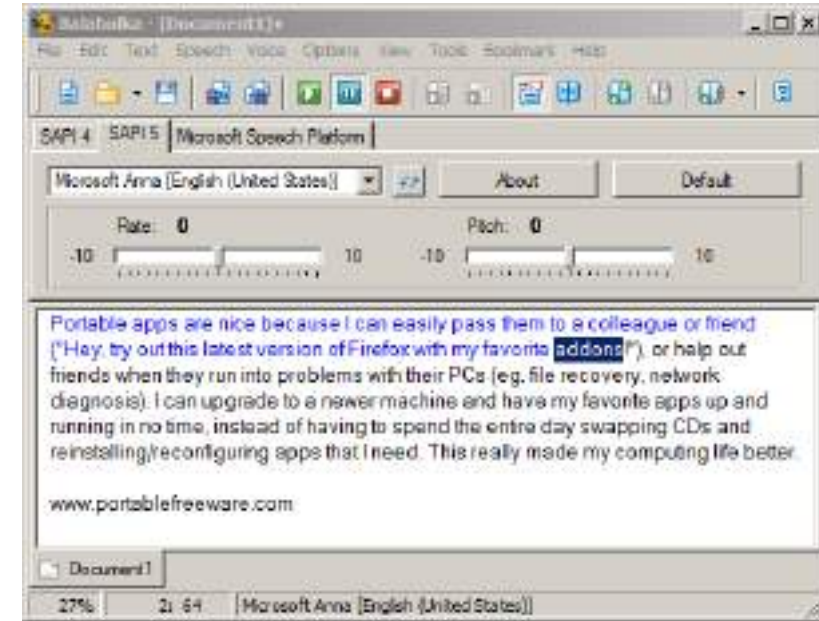 Balabolka - [Document1]*
File Edit Text Speech Voice Options View Tools Bookmark Help
SAPI 4 SAPI 5 Microsoft Speech Platform
Microsoft Anna [English (United States)] About Default
Rate: 0 Pitch: 0
-10 10 -10 10
Portable apps are nice because I can easily pass them to a colleague or friend
("Hey, try out this latest version of Firefox with my favorite addons!"), or help out
friends when they run into problems with their PCs (eg. file recovery, network
diagnosis). I can upgrade to a newer machine and have my favorite apps up and
running in no time, instead of having to spend the entire day swapping CDs and
reinstalling/reconfiguring apps that I need. This really made my computing life better.
www.portablefreeware.com
Document1
27% 2: 64 Microsoft Anna [English (United States)]